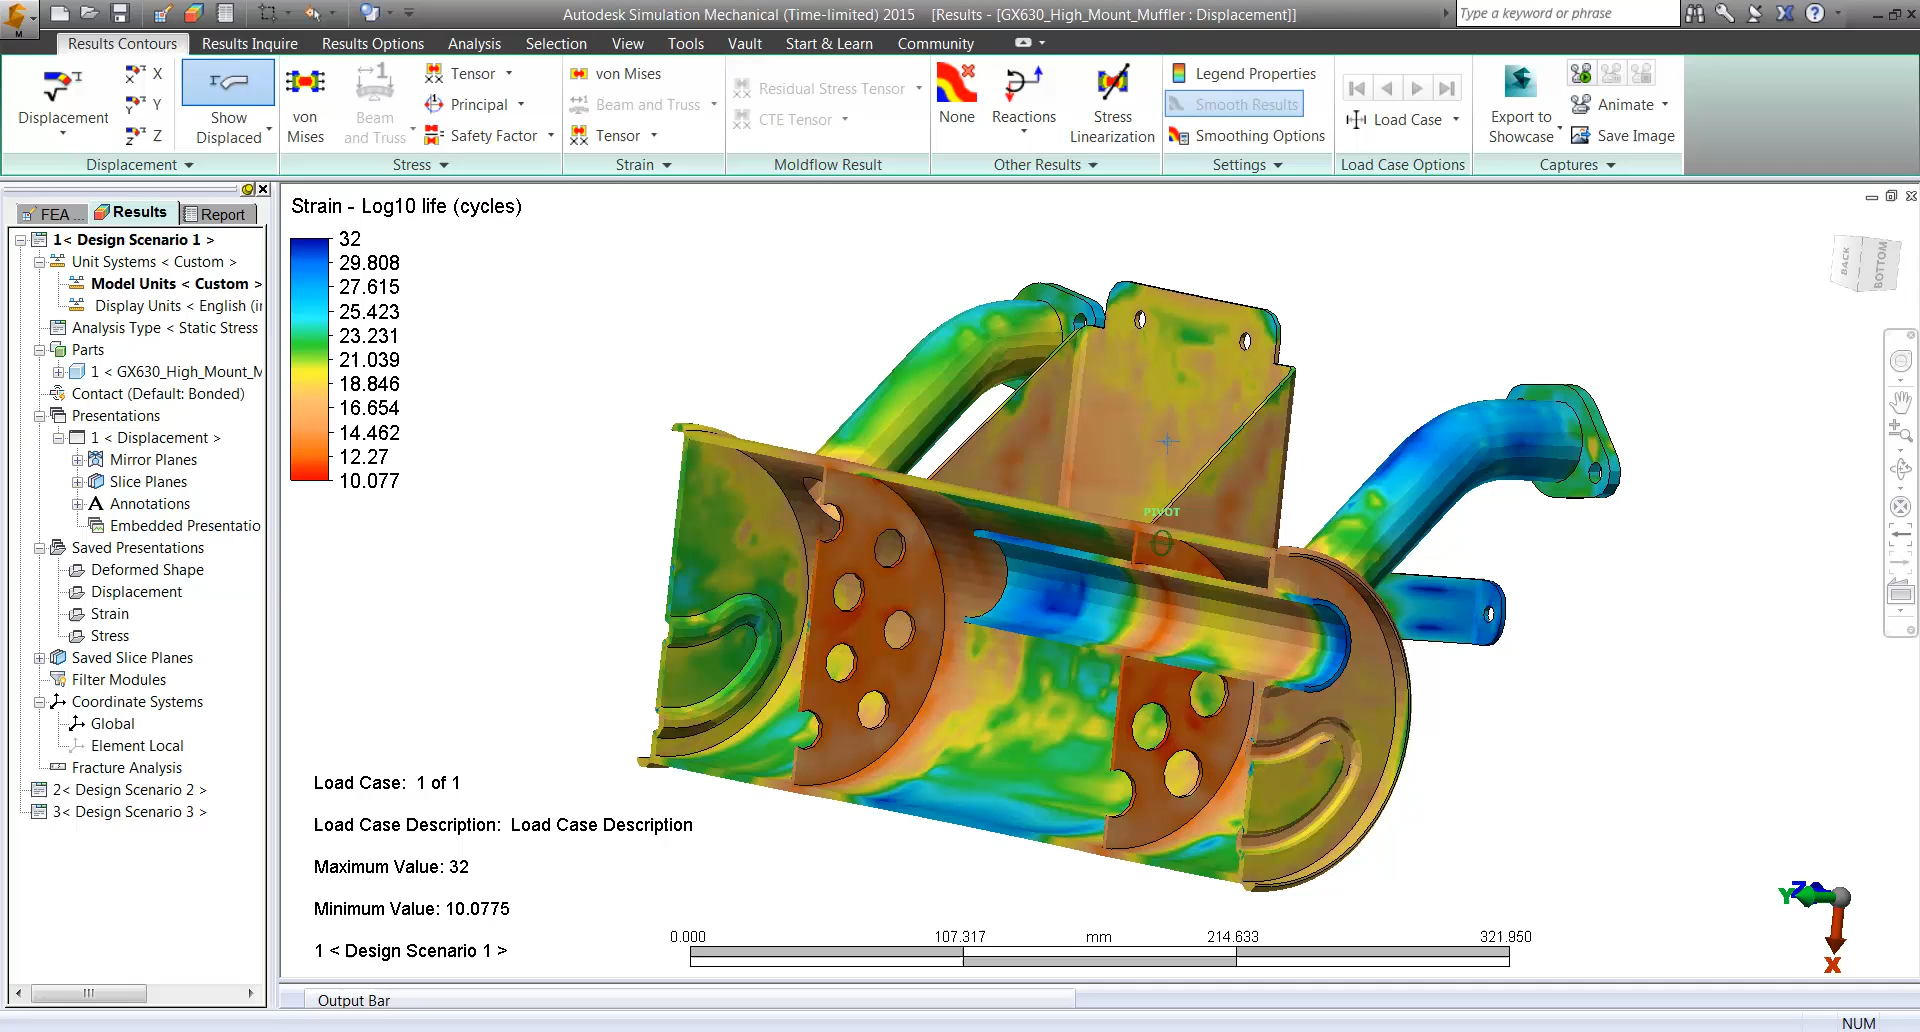 Autodesk Simulation Mechanical (Time-limited) 2015 [Results - [GX630_High_Mount_Muffler : Displacement]]
Type a keyword or phrase
Results Contours Results Inquire Results Options Analysis Selection View Tools Vault Start & Learn Community
Displacement
X
Y
Z
Show Displaced
Displacement
von Mises
Beam and Truss
Tensor
Principal
Safety Factor
Stress
von Mises
Beam and Truss
Tensor
Strain
Residual Stress Tensor
CTE Tensor
Moldflow Result
None
Reactions
Stress Linearization
Other Results
Legend Properties
Smooth Results
Smoothing Options
Settings
Load Case
Load Case Options
Export to Showcase
Animate
Save Image
Captures
FEA ... Results Report
1< Design Scenario 1 >
Unit Systems < Custom >
Model Units < Custom >
Display Units < English (in
Analysis Type < Static Stress
Parts
1 < GX630_High_Mount_M
Contact (Default: Bonded)
Presentations
1 < Displacement >
Mirror Planes
Slice Planes
A Annotations
Embedded Presentatio
Saved Presentations
Deformed Shape
Displacement
Strain
Stress
Saved Slice Planes
Filter Modules
Coordinate Systems
Global
Element Local
Fracture Analysis
2< Design Scenario 2 >
3< Design Scenario 3 >
Strain - Log10 life (cycles)
32
29.808
27.615
25.423
23.231
21.039
18.846
16.654
14.462
12.27
10.077
BACK
BOTTOM
PIVOT
Load Case: 1 of 1
Load Case Description: Load Case Description
Maximum Value: 32
Minimum Value: 10.0775
1 < Design Scenario 1 >
0.000 107.317 mm 214.633 321.950
Y
Z
X
Output Bar
NUM